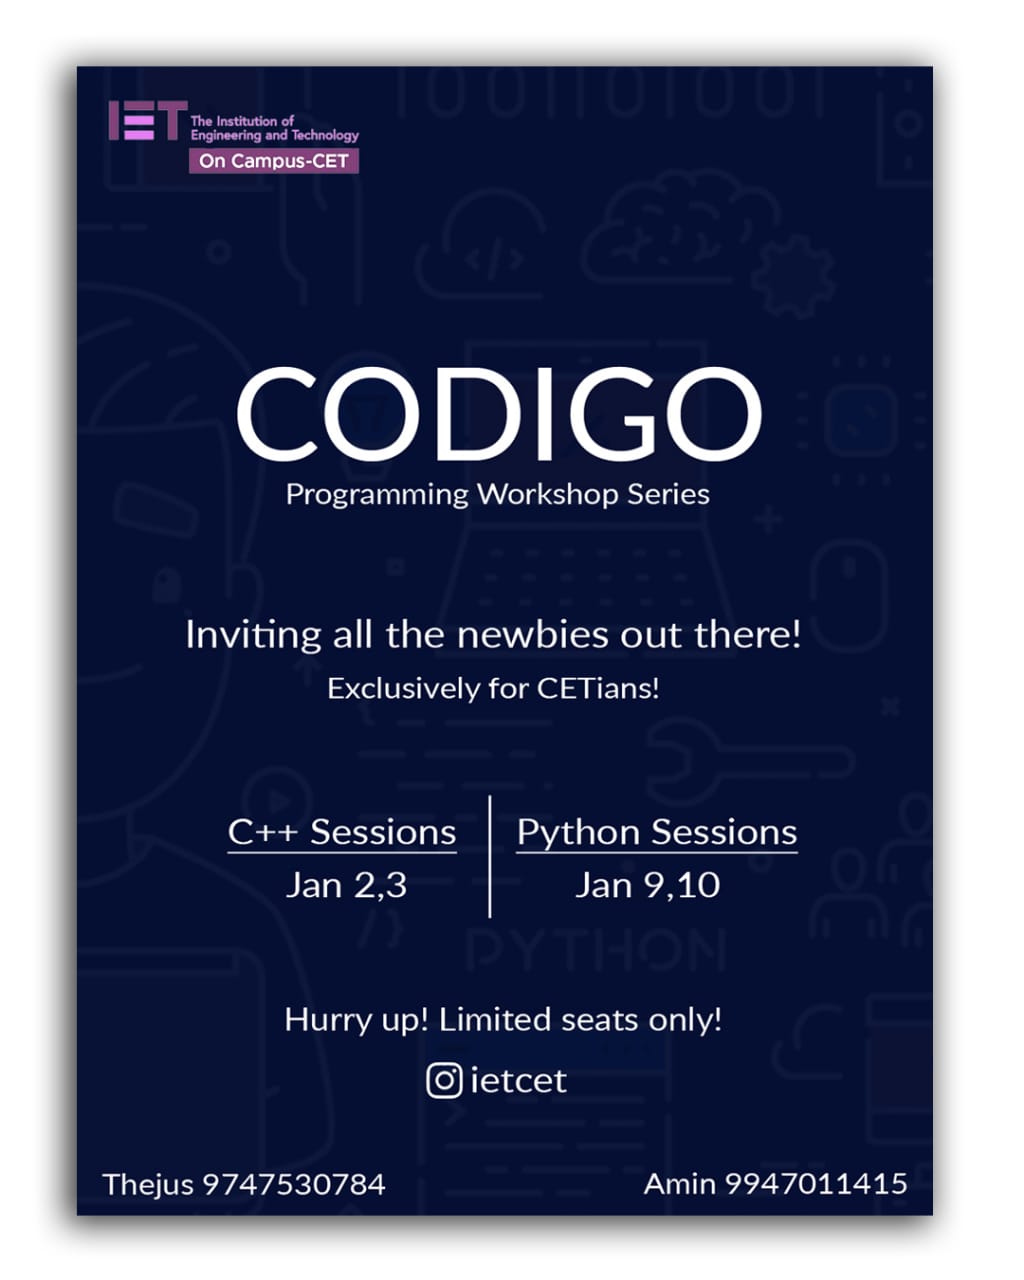 IET The Institution of
Engineering and Technology
On Campus-CET
1001101001
</>
CODIGO
Programming Workshop Series
Inviting all the newbies out there!
Exclusively for CETians!
C++ Sessions
Jan 2,3
Python Sessions
Jan 9,10
PYTHON
Hurry up! Limited seats only!
ietcet
Thejus 9747530784
Amin 9947011415